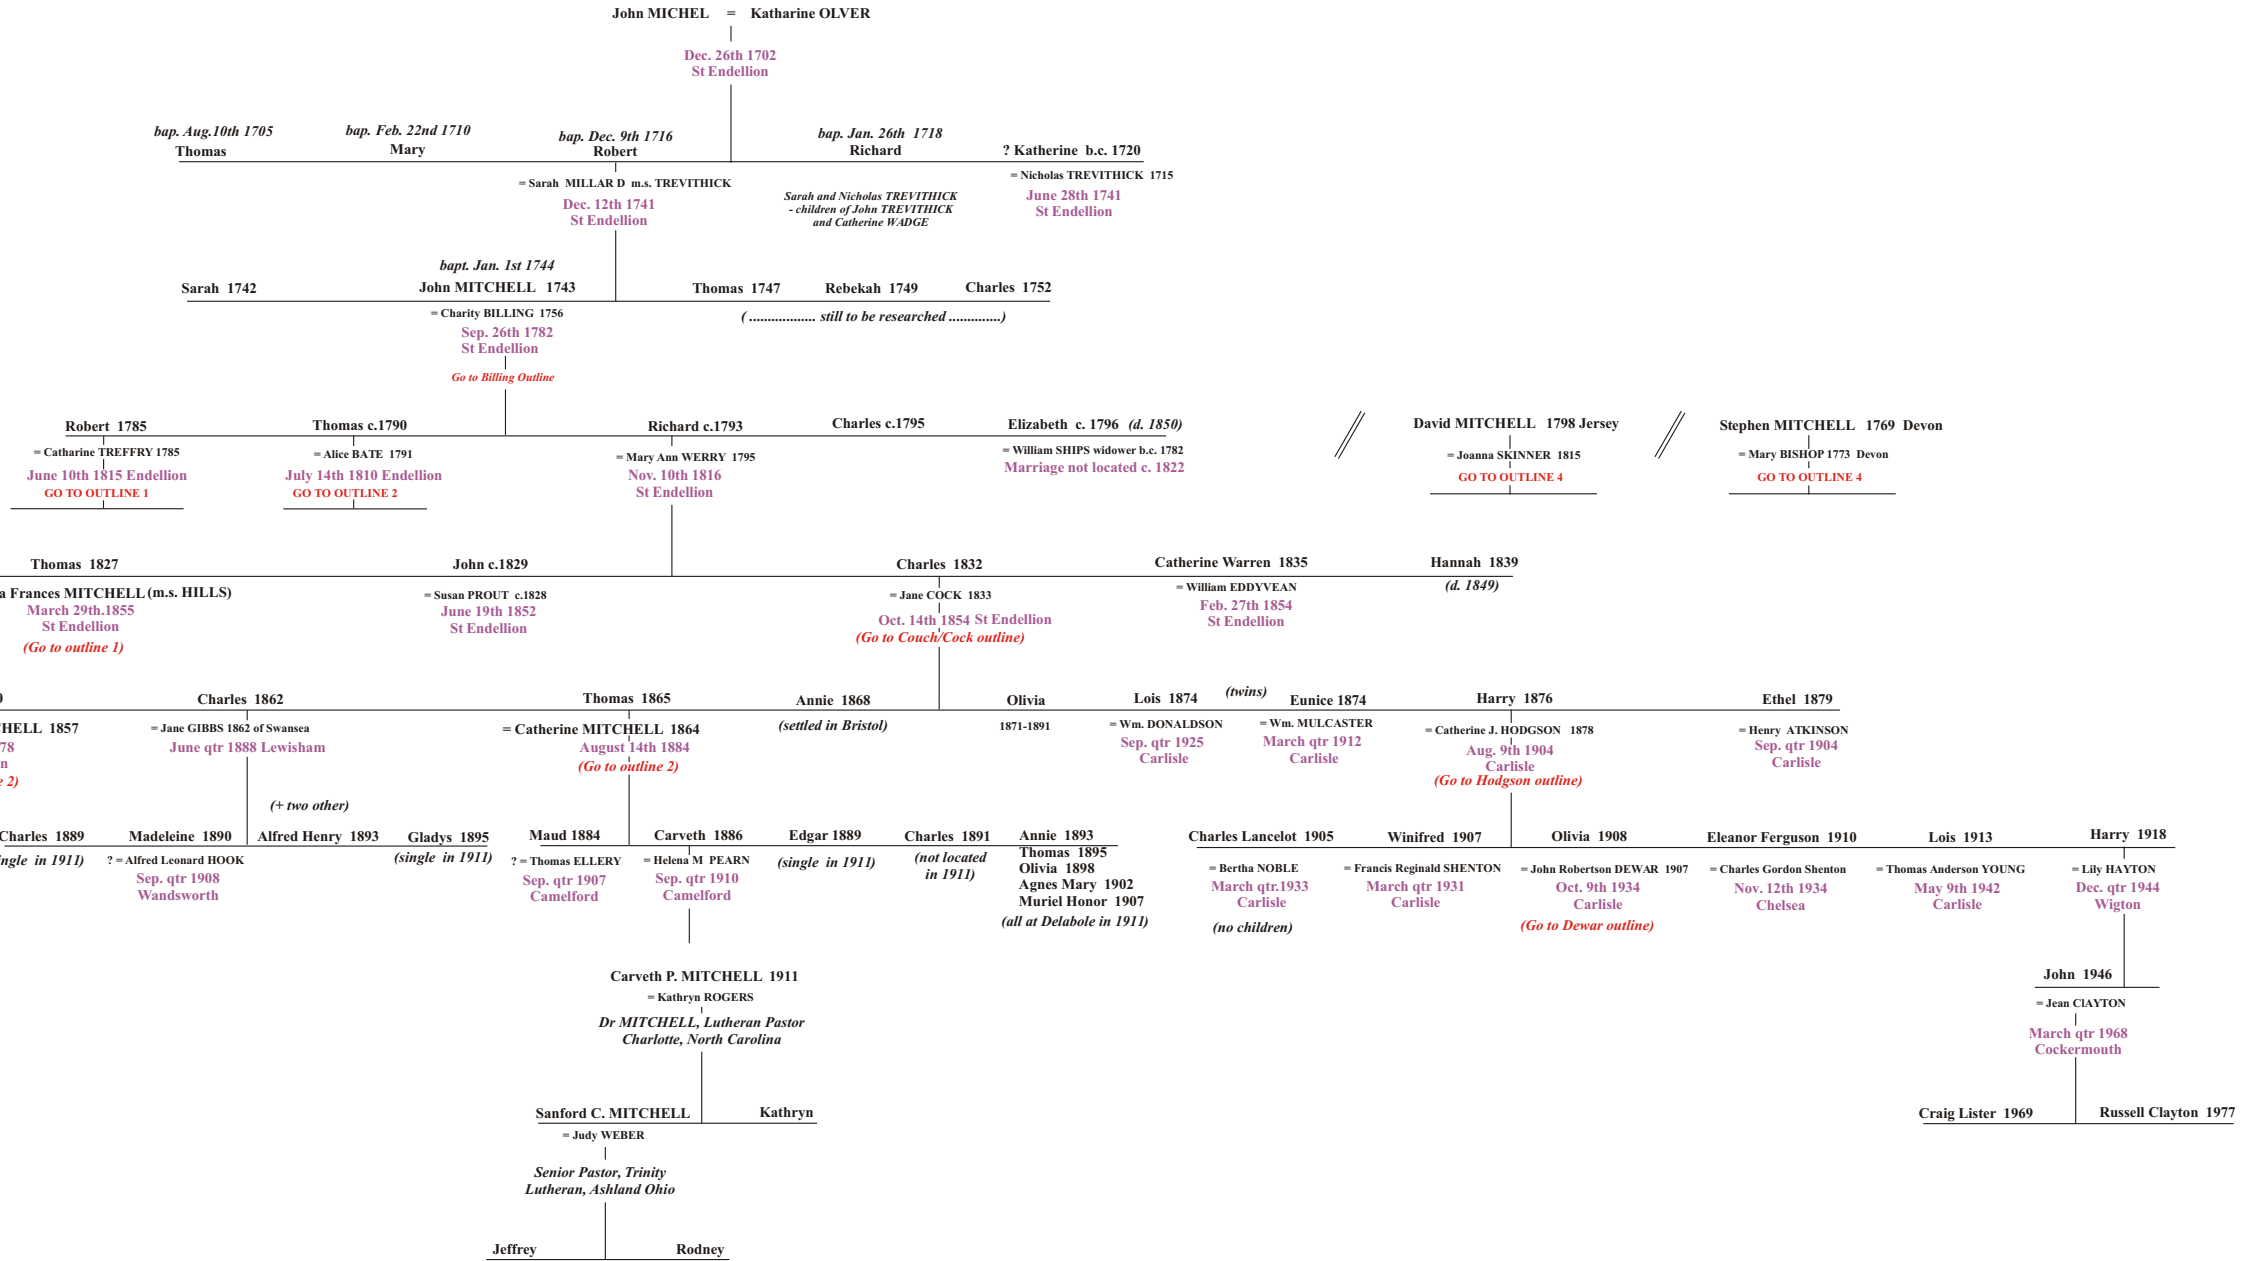 John MICHEL = Katharine OLVER
Dec. 26th 1702
St Endellion
bap. Aug.10th 1705
Thomas
bap. Feb. 22nd 1710
Mary
bap. Dec. 9th 1716
Robert
bap. Jan. 26th 1718
Richard
? Katherine b.c. 1720
= Sarah MILLAR D m.s. TREVITHICK
Dec. 12th 1741
St Endellion
Sarah and Nicholas TREVITHICK
- children of John TREVITHICK
and Catherine WADGE
= Nicholas TREVITHICK 1715
June 28th 1741
St Endellion
Sarah 1742
bapt. Jan. 1st 1744
John MITCHELL 1743
Thomas 1747
Rebekah 1749
Charles 1752
= Charity BILLING 1756
Sep. 26th 1782
St Endellion
Go to Billing Outline
( .................. still to be researched ..............)
Robert 1785
= Catharine TREFFRY 1785
June 10th 1815 Endellion
GO TO OUTLINE 1
Thomas c.1790
= Alice BATE 1791
July 14th 1810 Endellion
GO TO OUTLINE 2
Richard c.1793
= Mary Ann WERRY 1795
Nov. 10th 1816
St Endellion
Charles c.1795
Elizabeth c. 1796 (d. 1850)
= William SHIPS widower b.c. 1782
Marriage not located c. 1822
David MITCHELL 1798 Jersey
= Joanna SKINNER 1815
GO TO OUTLINE 4
Stephen MITCHELL 1769 Devon
= Mary BISHOP 1773 Devon
GO TO OUTLINE 4
Thomas 1827
a Frances MITCHELL (m.s. HILLS)
March 29th.1855
St Endellion
(Go to outline 1)
John c.1829
= Susan PROUT c.1828
June 19th 1852
St Endellion
Charles 1832
= Jane COCK 1833
Oct. 14th 1854 St Endellion
(Go to Couch/Cock outline)
Catherine Warren 1835
= William EDDYVEAN
Feb. 27th 1854
St Endellion
Hannah 1839
(d. 1849)
0
CHELL 1857
78
n
e 2)
Charles 1862
= Jane GIBBS 1862 of Swansea
June qtr 1888 Lewisham
Thomas 1865
= Catherine MITCHELL 1864
August 14th 1884
(Go to outline 2)
Annie 1868
(settled in Bristol)
Olivia
1871-1891
Lois 1874
(twins)
= Wm. DONALDSON
Sep. qtr 1925
Carlisle
Eunice 1874
= Wm. MULCASTER
March qtr 1912
Carlisle
Harry 1876
= Catherine J. HODGSON 1878
Aug. 9th 1904
Carlisle
(Go to Hodgson outline)
Ethel 1879
= Henry ATKINSON
Sep. qtr 1904
Carlisle
(+ two other)
Charles 1889
ingle in 1911)
Madeleine 1890
? = Alfred Leonard HOOK
Sep. qtr 1908
Wandsworth
Alfred Henry 1893
Gladys 1895
(single in 1911)
Maud 1884
? = Thomas ELLERY
Sep. qtr 1907
Camelford
Carveth 1886
= Helena M PEARN
Sep. qtr 1910
Camelford
Edgar 1889
(single in 1911)
Charles 1891
(not located
in 1911)
Annie 1893
Thomas 1895
Olivia 1898
Agnes Mary 1902
Muriel Honor 1907
(all at Delabole in 1911)
Charles Lancelot 1905
= Bertha NOBLE
March qtr.1933
Carlisle
(no children)
Winifred 1907
= Francis Reginald SHENTON
March qtr 1931
Carlisle
Olivia 1908
= John Robertson DEWAR 1907
Oct. 9th 1934
Carlisle
(Go to Dewar outline)
Eleanor Ferguson 1910
= Charles Gordon Shenton
Nov. 12th 1934
Chelsea
Lois 1913
= Thomas Anderson YOUNG
May 9th 1942
Carlisle
Harry 1918
= Lily HAYTON
Dec. qtr 1944
Wigton
Carveth P. MITCHELL 1911
= Kathryn ROGERS
Dr MITCHELL, Lutheran Pastor
Charlotte, North Carolina
John 1946
= Jean ClAYTON
March qtr 1968
Cockermouth
Sanford C. MITCHELL
Kathryn
= Judy WEBER
Senior Pastor, Trinity
Lutheran, Ashland Ohio
Craig Lister 1969
Russell Clayton 1977
Jeffrey
Rodney